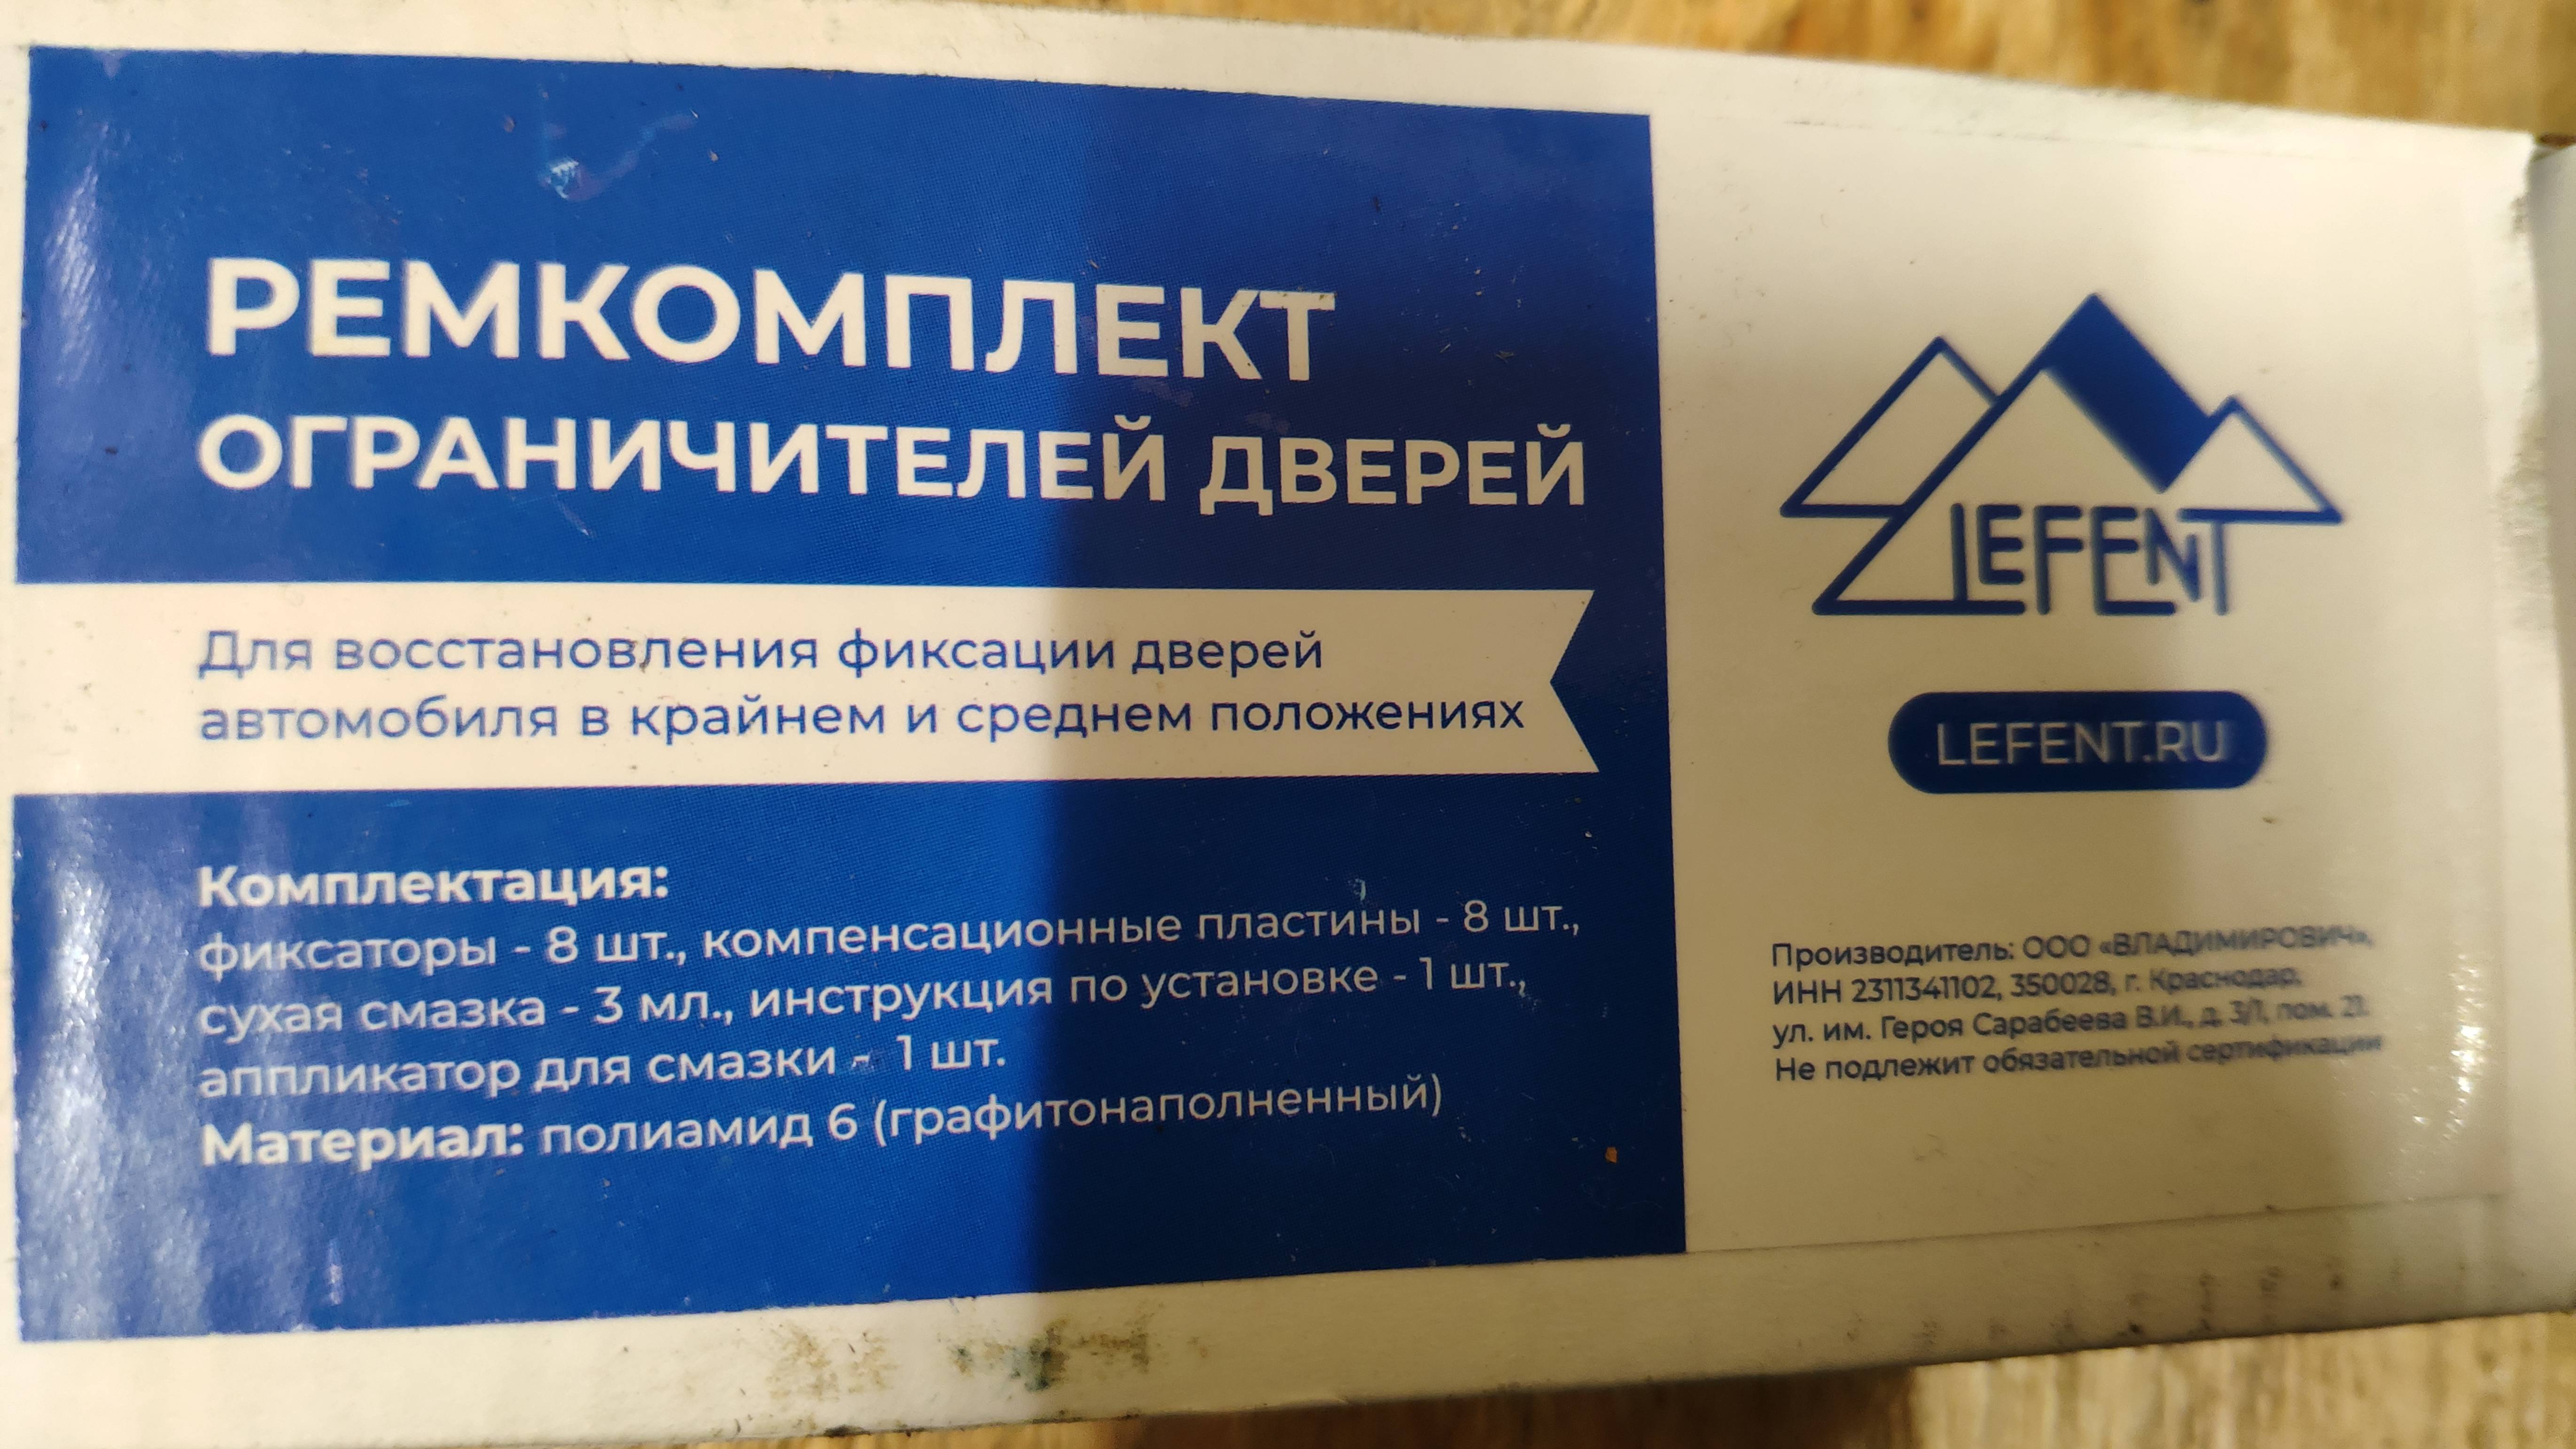 РЕМКОМПЛЕКТ
ОГРАНИЧИТЕЛЕЙ ДВЕРЕЙ
Для восстановления фиксации дверей
автомобиля в крайнем и среднем положениях
Комплектация:
фиксаторы - 8 шт., компенсационные пластины - 8 шт.,
сухая смазка - 3 мл., инструкция по установке - 1 шт.,
аппликатор для смазки - 1 шт.
Материал: полиамид 6 (графитонаполненный)
LEFENT
LEFENT.RU
Производитель: ООО «ВЛАДИМИРОВИЧ»,
ИНН 2311341102, 350028, г. Краснодар,
ул. им. Героя Сарабеева В.И., д. 3/1, пом. 21.
Не подлежит обязательной сертификации